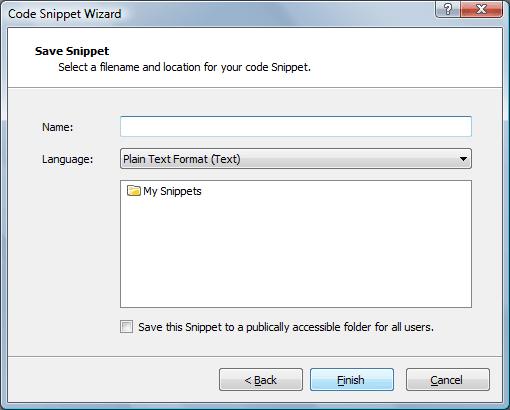 Code Snippet Wizard
?
Save Snippet
Select a filename and location for your code Snippet.
Name:
Language:
Plain Text Format (Text)
My Snippets
Save this Snippet to a publically accessible folder for all users.
< Back Finish Cancel